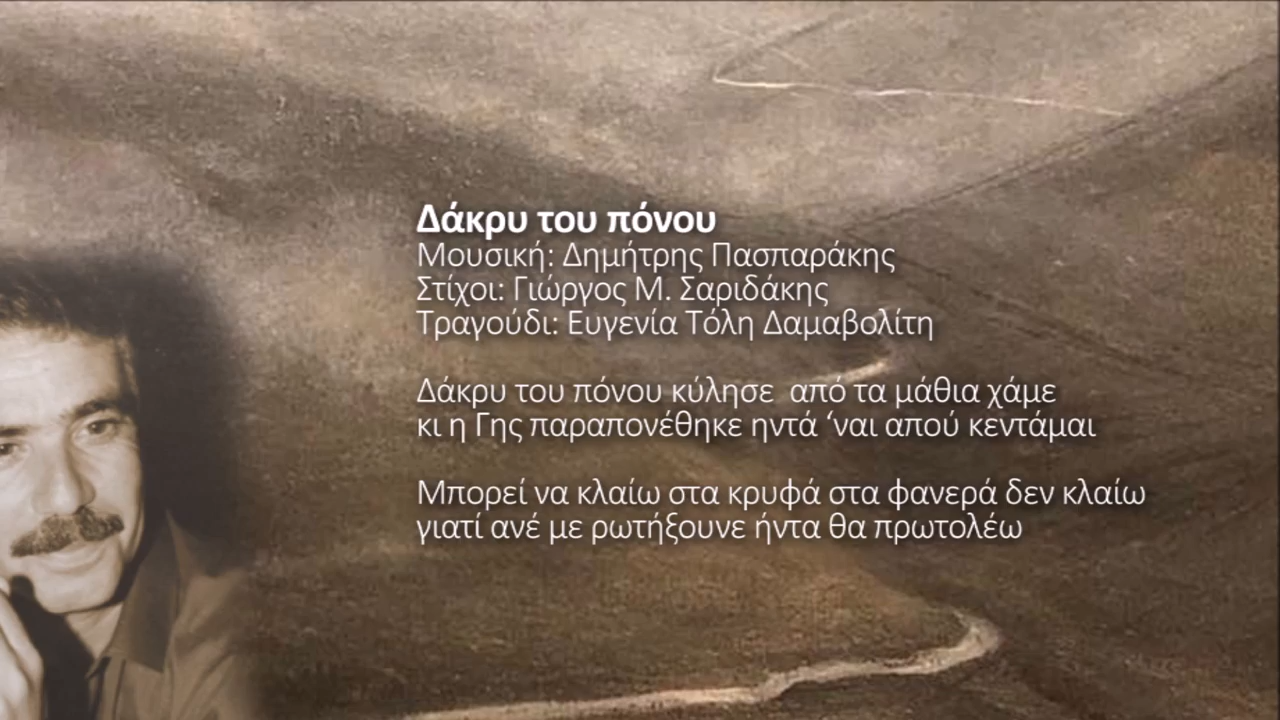 Δάκρυ του πόνου
Μουσική: Δημήτρης Πασπαράκης
Στίχοι: Γιώργος Μ. Σαριδάκης
Τραγούδι: Ευγενία Τόλη Δαμαβολίτη
Δάκρυ του πόνου κύλησε  από τα μάθια χάμε
κι η Γης παραπονέθηκε ηντά ‘ναι απού κεντάμαι
Μπορεί να κλαίω στα κρυφά στα φανερά δεν κλαίω
γιατί ανέ με ρωτήξουνε ήντα θα πρωτολέω